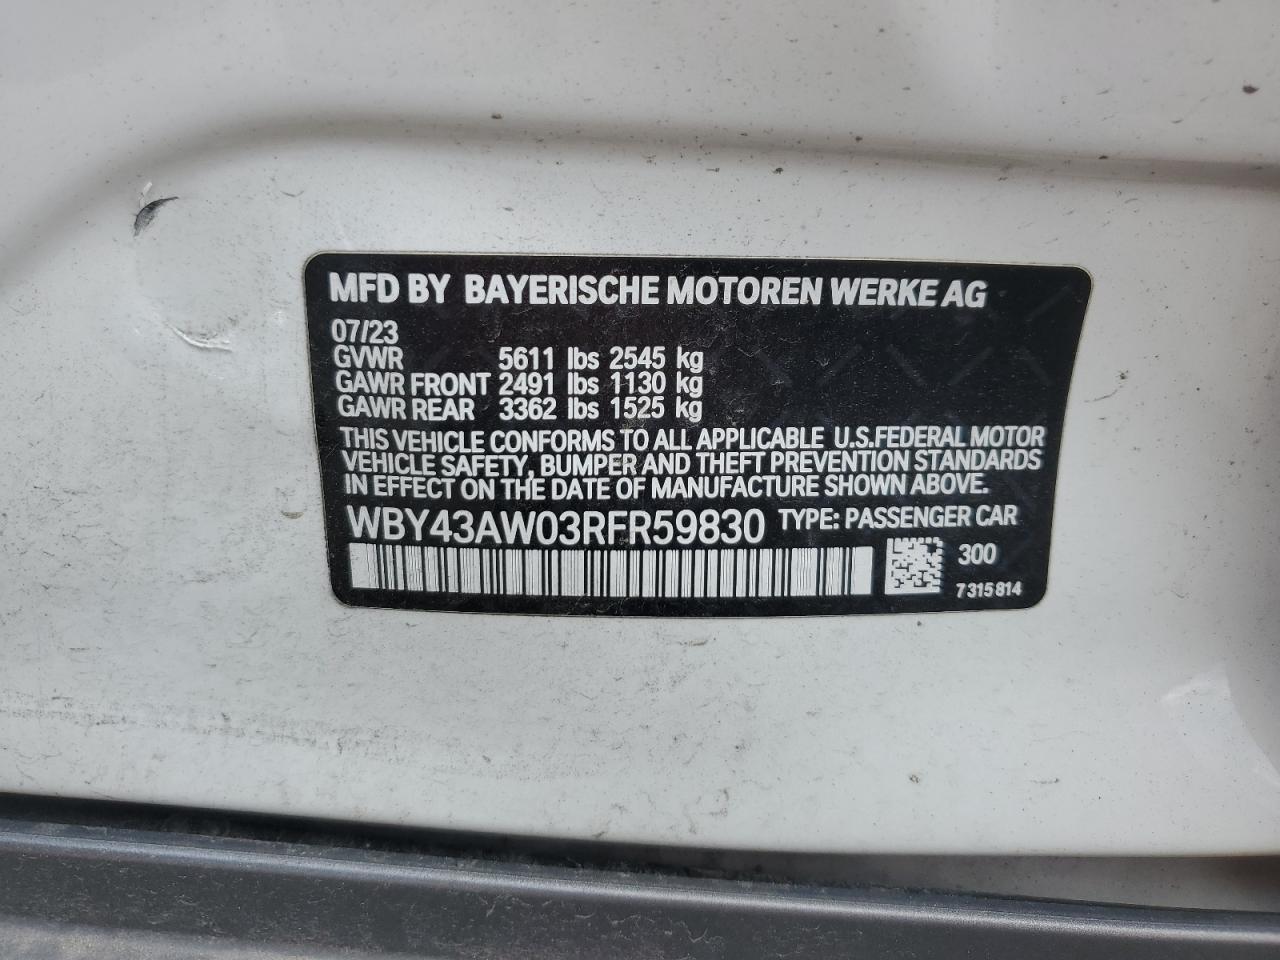 MFD BY BAYERISCHE MOTOREN WERKE AG
07/23
GVWR 5611 lbs 2545 kg
GAWR FRONT 2491 lbs 1130 kg
GAWR REAR 3362 lbs 1525 kg
THIS VEHICLE CONFORMS TO ALL APPLICABLE U.S.FEDERAL MOTOR
VEHICLE SAFETY, BUMPER AND THEFT PREVENTION STANDARDS
IN EFFECT ON THE DATE OF MANUFACTURE SHOWN ABOVE.
WBY43AW03RFR59830 TYPE: PASSENGER CAR
300
7315814